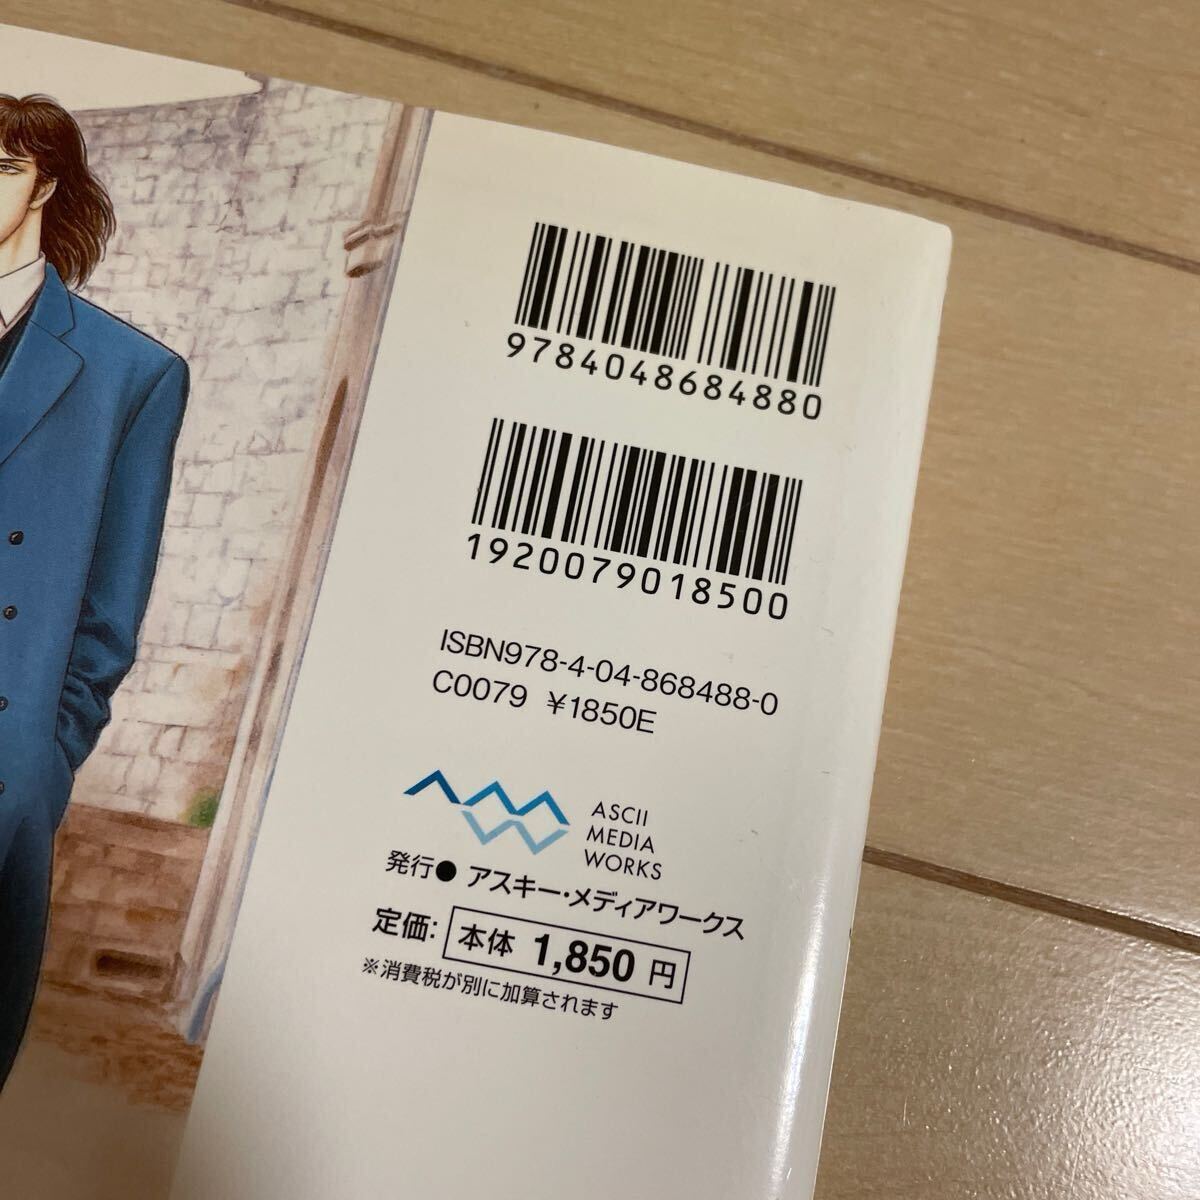 9784048684880
1920079018500
ISBN978-4-04-868488-0
C0079 ¥1850E
ASCII
MEDIA
WORKS
発行●アスキー・メディアワークス
定価:本体 1,850 円
※消費税が別に加算されます